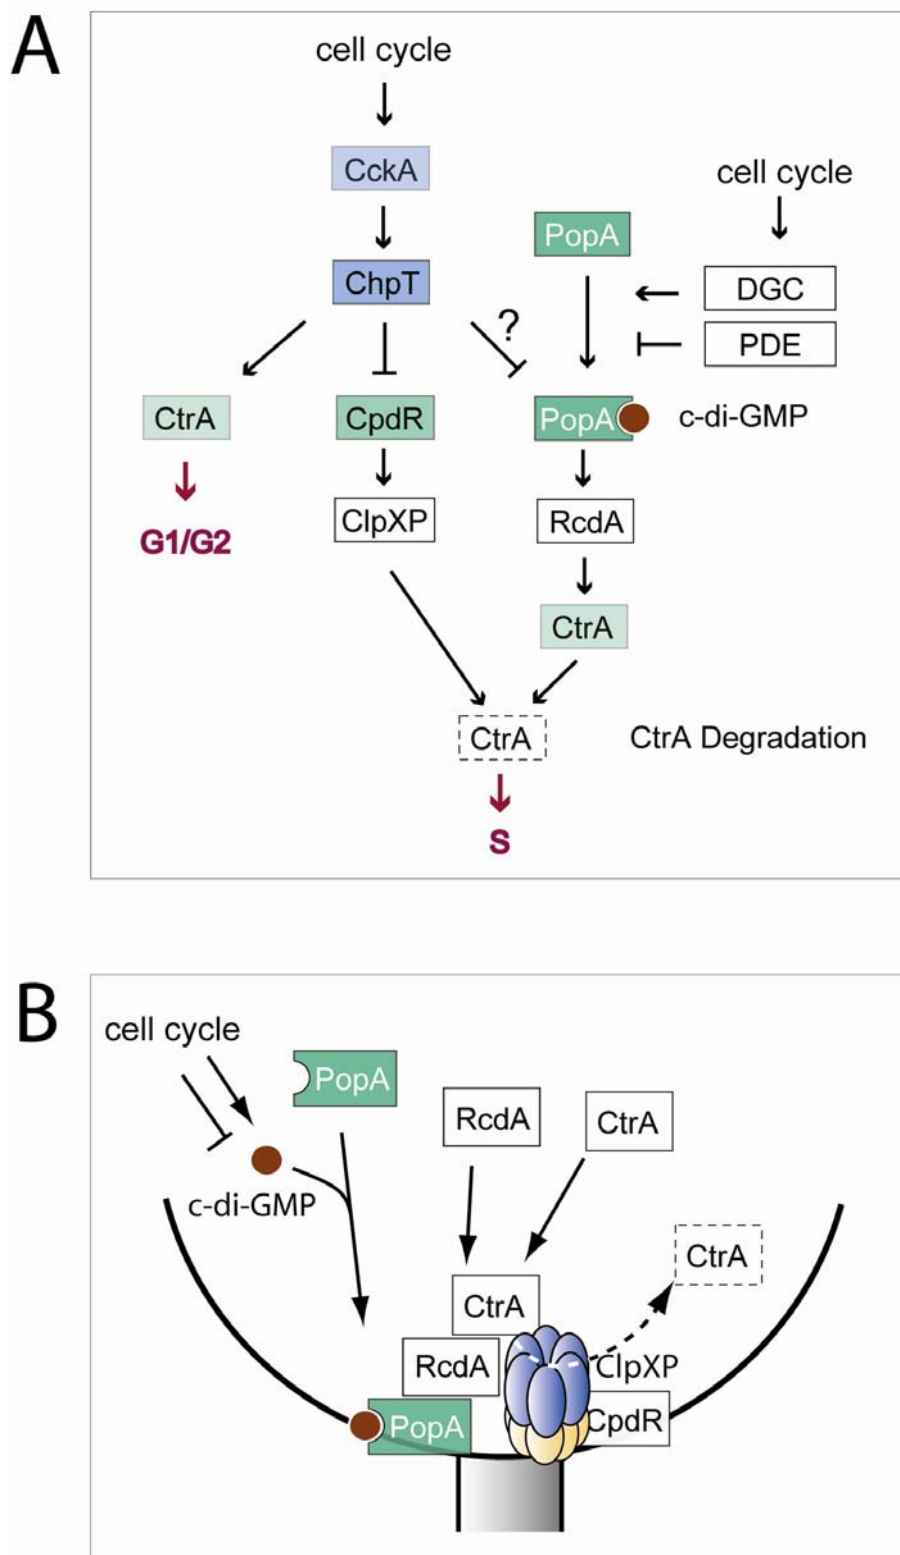 A
cell cycle
CckA
cell cycle
PopA
ChpT
DGC
?
PDE
CtrA
CpdR
PopA
c-di-GMP
G1/G2
ClpXP
RcdA
CtrA
CtrA
CtrA Degradation
S
B
cell cycle
PopA
RcdA
CtrA
c-di-GMP
CtrA
CtrA
RcdA
ClpXP
PopA
CpdR